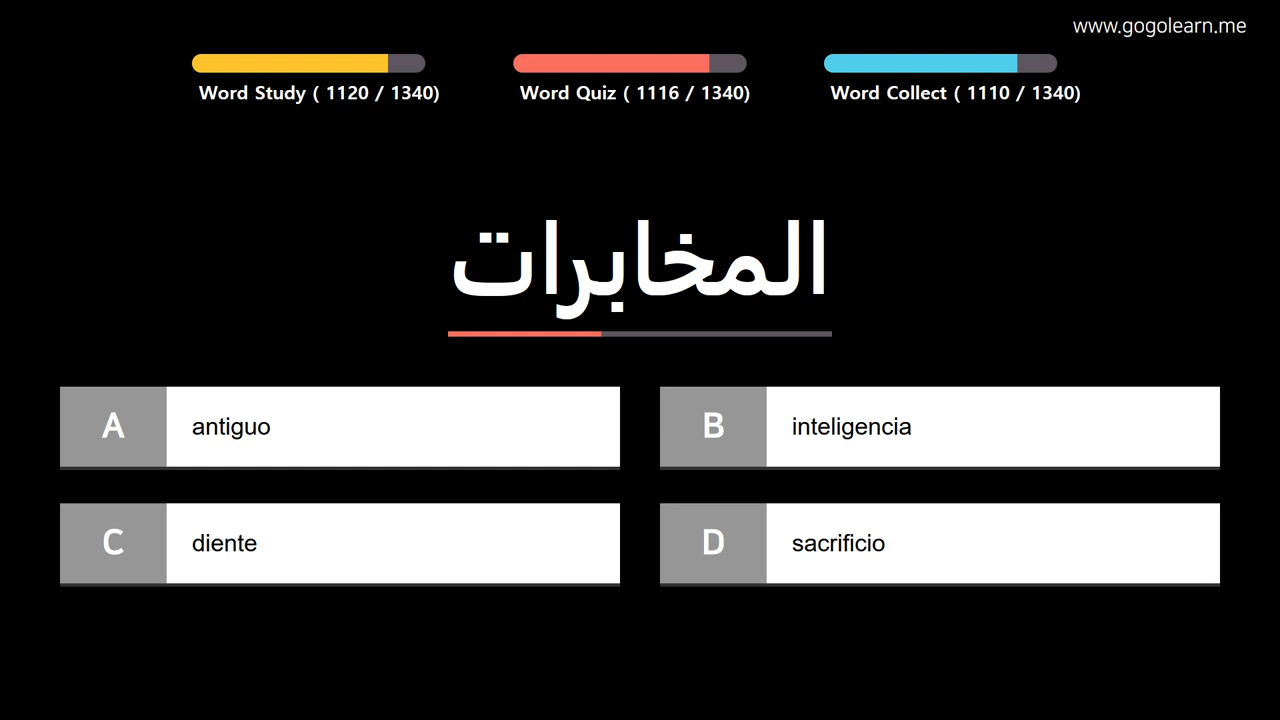 www.gogolearn.me
Word Study ( 1120 / 1340)
Word Quiz ( 1116 / 1340)
Word Collect ( 1110 / 1340)
المخابرات
A antiguo
B inteligencia
C diente
D sacrificio